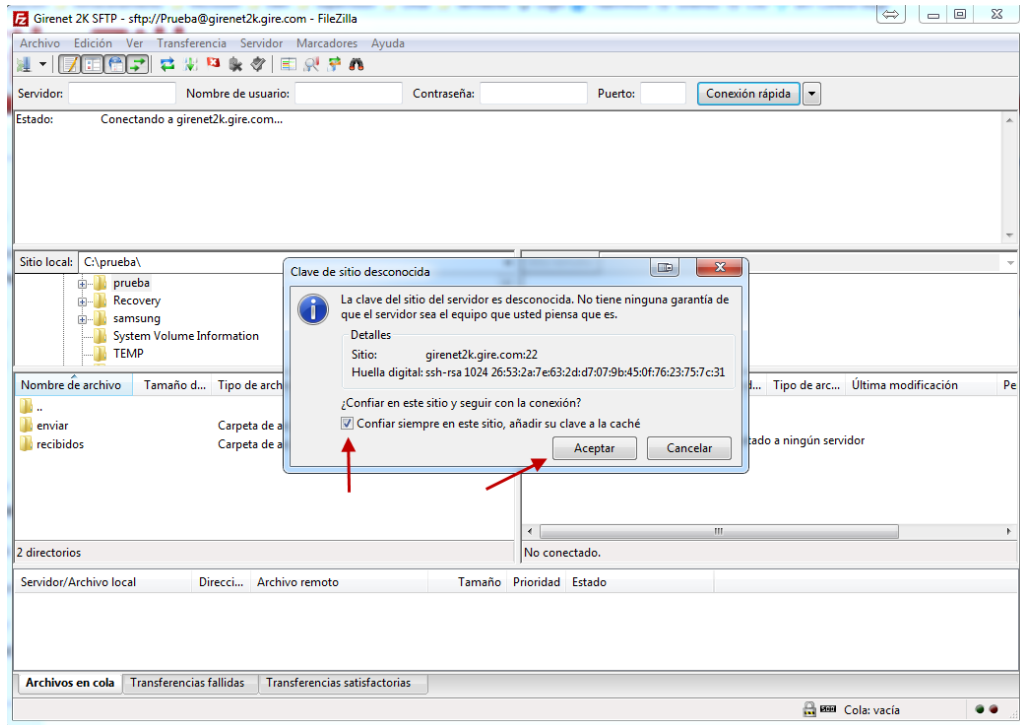 Girenet 2K SFTP - sftp://Prueba@girenet2k.gire.com - FileZilla
Archivo Edición Ver Transferencia Servidor Marcadores Ayuda
Servidor: Nombre de usuario: Contraseña: Puerto: Conexión rápida
Estado: Conectando a girenet2k.gire.com...
Sitio local: C:\prueba\
prueba
Recovery
samsung
System Volume Information
TEMP
Clave de sitio desconocida
La clave del sitio del servidor es desconocida. No tiene ninguna garantía de
que el servidor sea el equipo que usted piensa que es.
Detalles
Sitio: girenet2k.gire.com:22
Huella digital: ssh-rsa 1024 26:53:2a:7e:63:2d:d7:07:9b:45:0f:76:23:75:7c:31
¿Confiar en este sitio y seguir con la conexión?
Confiar siempre en este sitio, añadir su clave a la caché
Aceptar Cancelar
Nombre de archivo Tamaño d... Tipo de arch
..
enviar Carpeta de a
recibidos Carpeta de a
2 directorios
d... Tipo de arc... Última modificación Pe
tado a ningún servidor
No conectado.
Servidor/Archivo local Direcci... Archivo remoto Tamaño Prioridad Estado
Archivos en cola Transferencias fallidas Transferencias satisfactorias
Cola: vacía